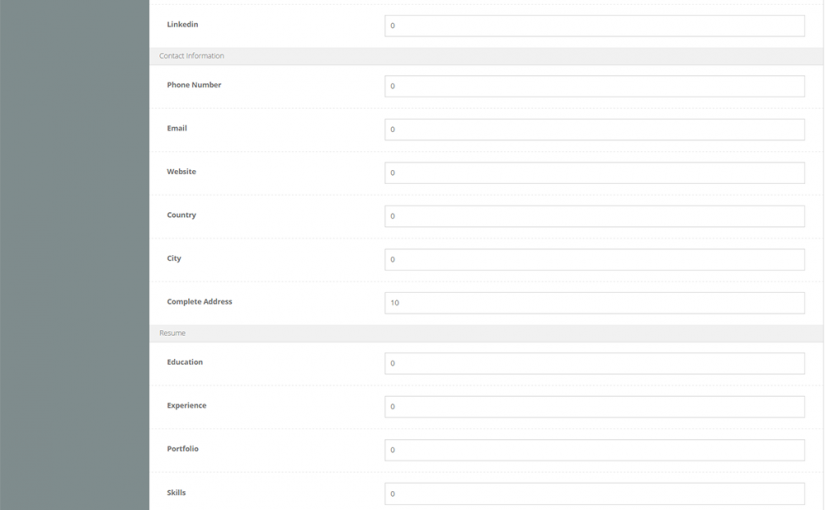 Linkedin 0
Contact Information
Phone Number 0
Email 0
Website 0
Country 0
City 0
Complete Address 10
Resume
Education 0
Experience 0
Portfolio 0
Skills 0